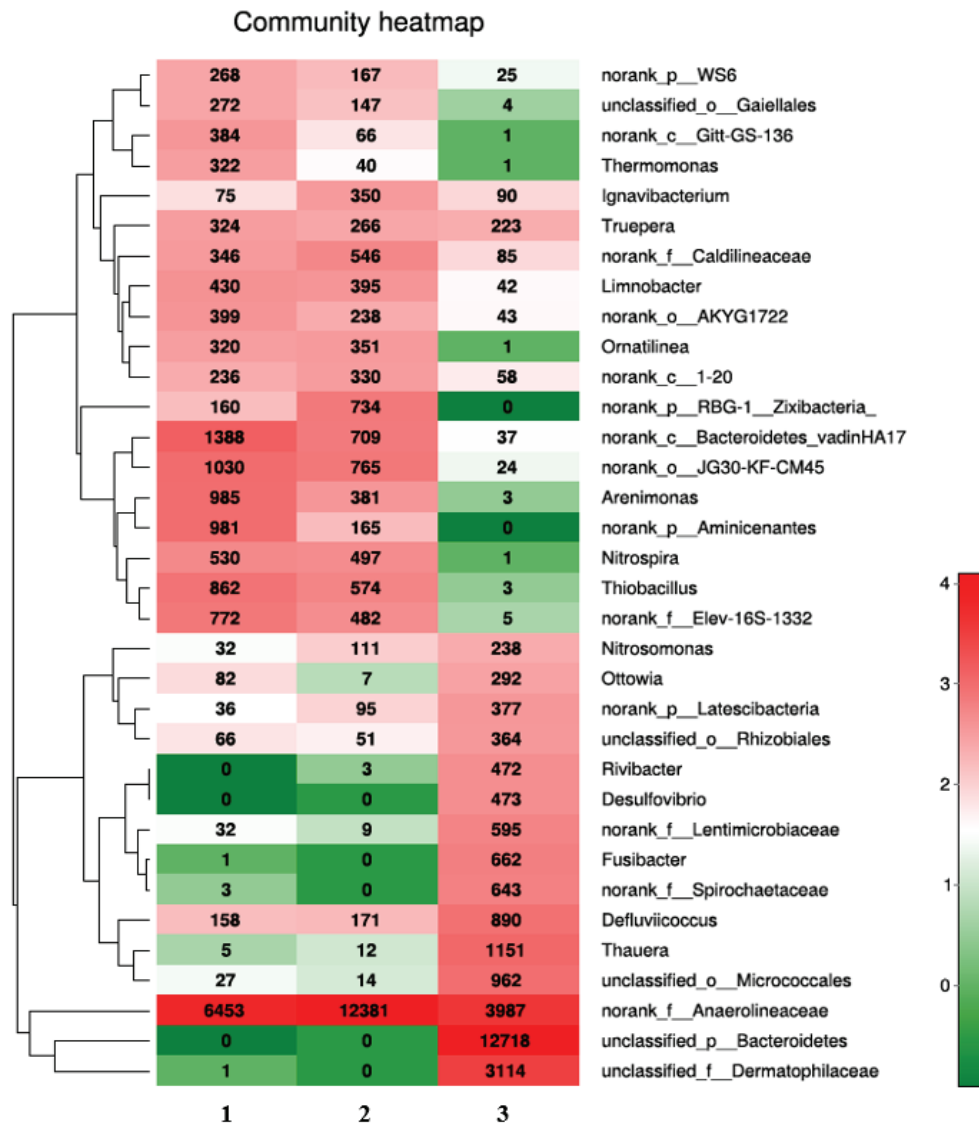 Community heatmap
268 167 25 norank_p__WS6
272 147 4 unclassified_o__Gaiellales
384 66 1 norank_c__Gitt-GS-136
322 40 1 Thermomonas
75 350 90 Ignavibacterium
324 266 223 Truepera
346 546 85 norank_f__Caldilineaceae
430 395 42 Limnobacter
399 238 43 norank_o__AKYG1722
320 351 1 Ornatilinea
236 330 58 norank_c__1-20
160 734 0 norank_p__RBG-1__Zixibacteria_
1388 709 37 norank_c__Bacteroidetes_vadinHA17
1030 765 24 norank_o__JG30-KF-CM45
985 381 3 Arenimonas
981 165 0 norank_p__Aminicenantes
530 497 1 Nitrospira
862 574 3 Thiobacillus
772 482 5 norank_f__Elev-16S-1332
32 111 238 Nitrosomonas
82 7 292 Ottowia
36 95 377 norank_p__Latescibacteria
66 51 364 unclassified_o__Rhizobiales
0 3 472 Rivibacter
0 0 473 Desulfovibrio
32 9 595 norank_f__Lentimicrobiaceae
1 0 662 Fusibacter
3 0 643 norank_f__Spirochaetaceae
158 171 890 Defluviicoccus
5 12 1151 Thauera
27 14 962 unclassified_o__Micrococcales
6453 12381 3987 norank_f__Anaerolineaceae
0 0 12718 unclassified_p__Bacteroidetes
1 0 3114 unclassified_f__Dermatophilaceae
1 2 3
4
3
2
1
0